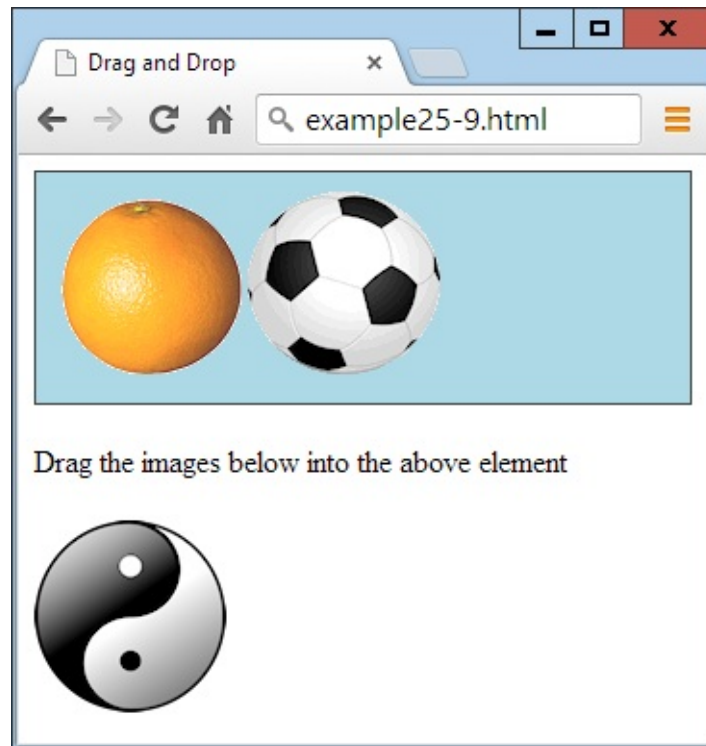 Drag and Drop
example25-9.html
Drag the images below into the above element